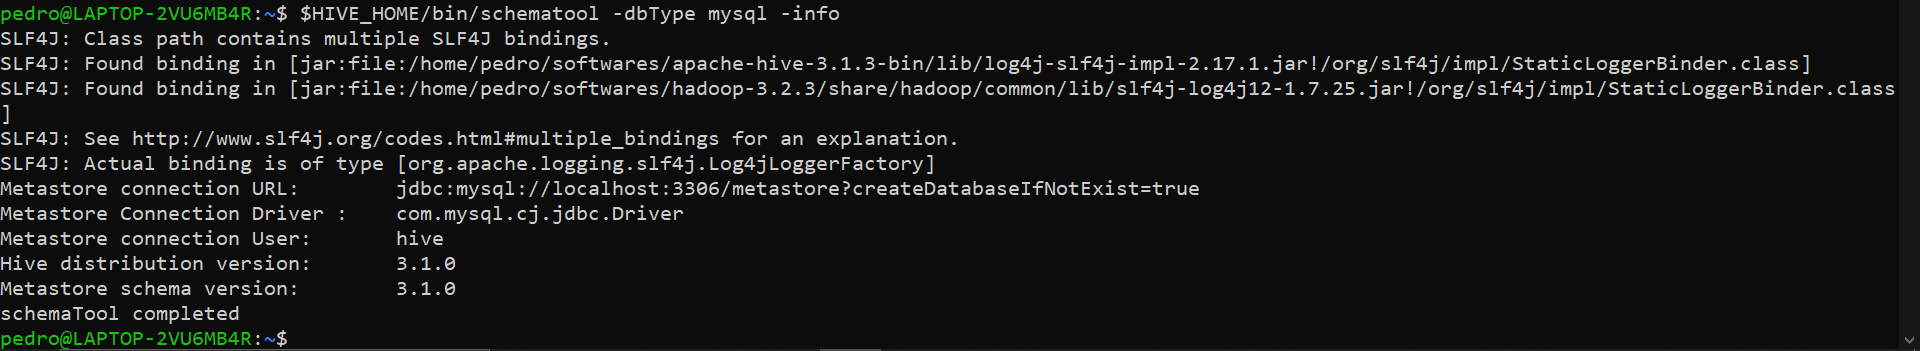 pedro@LAPTOP-2VU6MB4R:~$ $HIVE_HOME/bin/schematool -dbType mysql -info
SLF4J: Class path contains multiple SLF4J bindings.
SLF4J: Found binding in [jar:file:/home/pedro/softwares/apache-hive-3.1.3-bin/lib/log4j-slf4j-impl-2.17.1.jar!/org/slf4j/impl/StaticLoggerBinder.class]
SLF4J: Found binding in [jar:file:/home/pedro/softwares/hadoop-3.2.3/share/hadoop/common/lib/slf4j-log4j12-1.7.25.jar!/org/slf4j/impl/StaticLoggerBinder.class
]
SLF4J: See http://www.slf4j.org/codes.html#multiple_bindings for an explanation.
SLF4J: Actual binding is of type [org.apache.logging.slf4j.Log4jLoggerFactory]
Metastore connection URL:        jdbc:mysql://localhost:3306/metastore?createDatabaseIfNotExist=true
Metastore Connection Driver :    com.mysql.cj.jdbc.Driver
Metastore connection User:       hive
Hive distribution version:       3.1.0
Metastore schema version:        3.1.0
schemaTool completed
pedro@LAPTOP-2VU6MB4R:~$